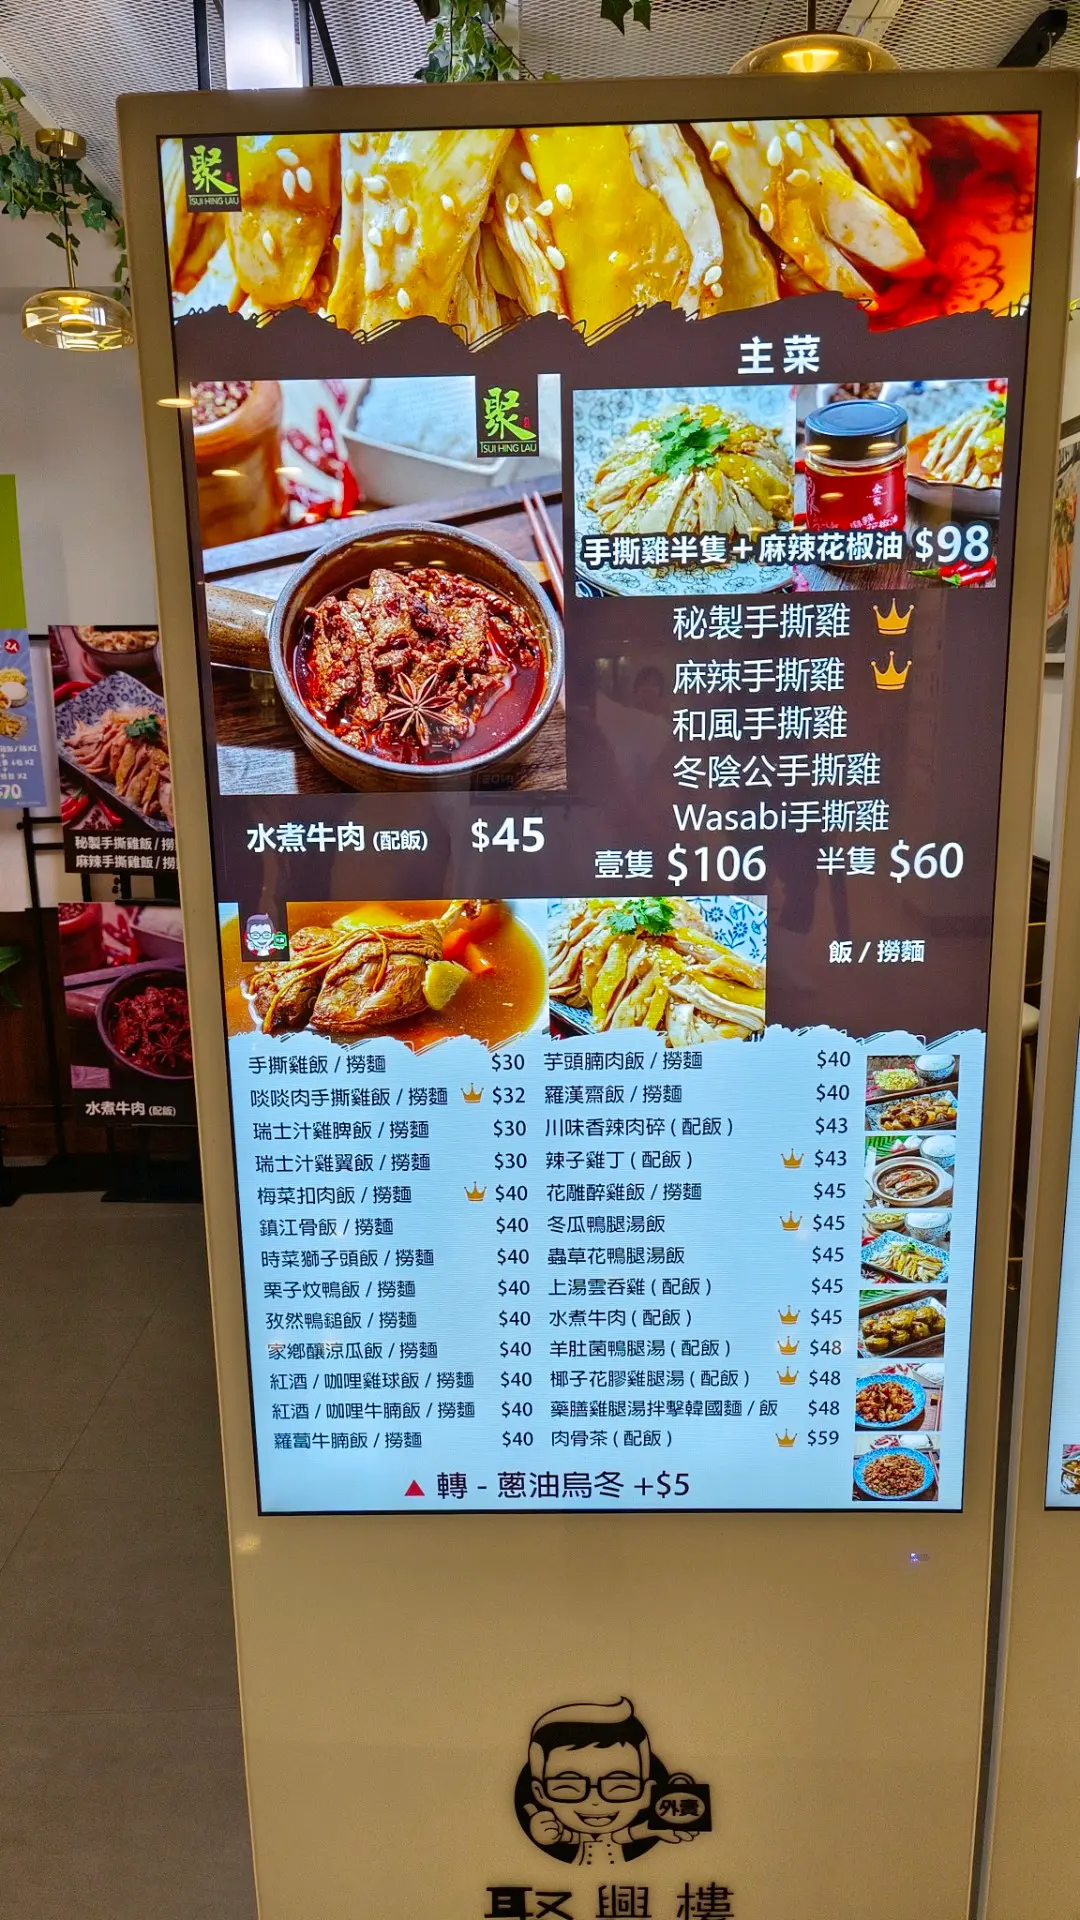 聚
TSUI HING LAU
主菜
聚
TSUI HING LAU
手撕雞半隻+麻辣花椒油 $98
秘製手撕雞
麻辣手撕雞
和風手撕雞
冬陰公手撕雞
Wasabi手撕雞
壹隻 $106 半隻 $60
水煮牛肉 (配飯) $45
飯 / 撈麵
手撕雞飯 / 撈麵 $30
啖啖肉手撕雞飯 / 撈麵 $32
瑞士汁雞脾飯 / 撈麵 $30
瑞士汁雞翼飯 / 撈麵 $30
梅菜扣肉飯 / 撈麵 $40
鎮江骨飯 / 撈麵 $40
時菜獅子頭飯 / 撈麵 $40
栗子炆鴨飯 / 撈麵 $40
孜然鴨鎚飯 / 撈麵 $40
家鄉釀涼瓜飯 / 撈麵 $40
紅酒 / 咖哩雞球飯 / 撈麵 $40
紅酒 / 咖哩牛腩飯 / 撈麵 $40
蘿蔔牛腩飯 / 撈麵 $40
芋頭腩肉飯 / 撈麵 $40
羅漢齋飯 / 撈麵 $40
川味香辣肉碎 ( 配飯 ) $43
辣子雞丁 ( 配飯 ) $43
花雕醉雞飯 / 撈麵 $45
冬瓜鴨腿湯飯 $45
蟲草花鴨腿湯飯 $45
上湯雲吞雞 ( 配飯 ) $45
水煮牛肉 ( 配飯 ) $45
羊肚菌鴨腿湯 ( 配飯 ) $48
椰子花膠雞腿湯 ( 配飯 ) $48
藥膳雞腿湯拌擊韓國麵 / 飯 $48
肉骨茶 ( 配飯 ) $59
轉 - 蔥油烏冬 +$5
秘製手撕雞飯 / 撈
麻辣手撕雞飯 / 撈
水煮牛肉 (配飯)
外賣
聚興樓